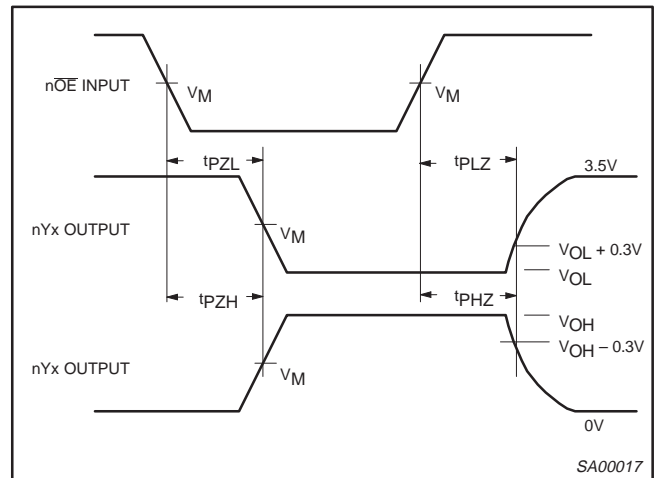 nOE INPUT
VM
VM
tPZL
tPLZ
3.5V
nYx OUTPUT
VM
VOL + 0.3V
VOL
tPZH
tPHZ
VOH
VOH – 0.3V
nYx OUTPUT
VM
0V
SA00017